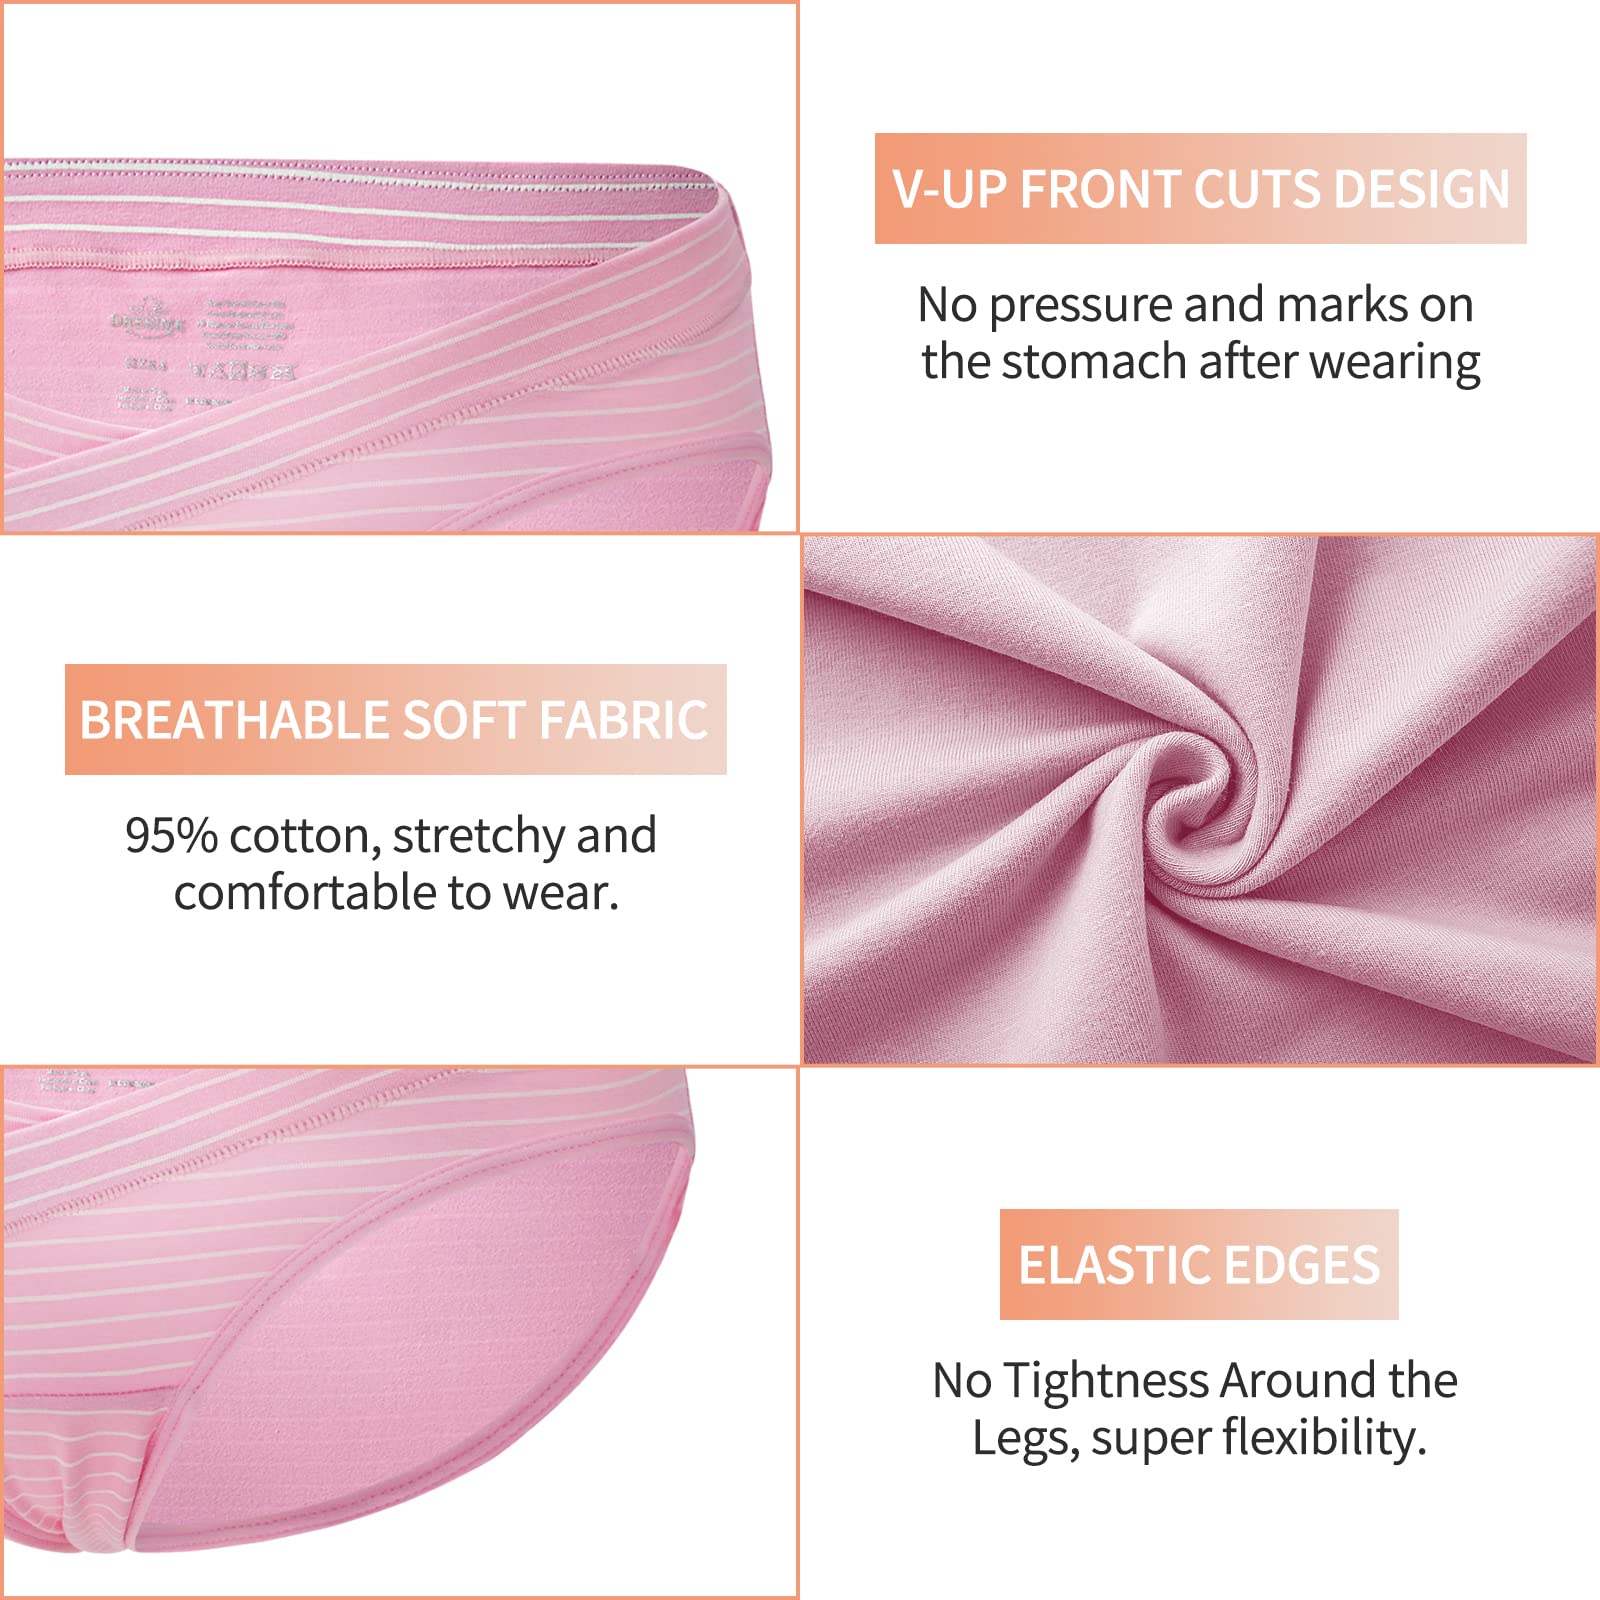 V-UP FRONT CUTS DESIGN
No pressure and marks on
the stomach after wearing
BREATHABLE SOFT FABRIC
95% cotton, stretchy and
comfortable to wear.
ELASTIC EDGES
No Tightness Around the
Legs, super flexibility.